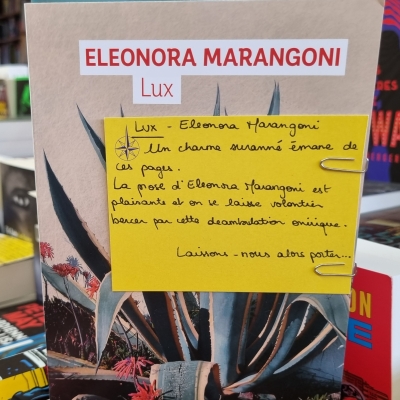 ELEONORA MARANGONI
Lux
Lux - Eleonora Marangoni
Un charme suranné émane de
ces pages.
La prose d'Eleonora Marangoni est
plaisante et on se laisse volontiers
bercer par cette déambulation onirique.
Laissons-nous alors porter...